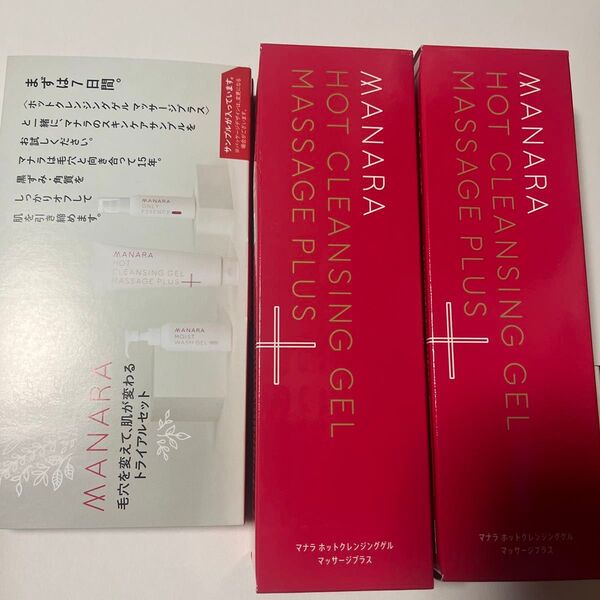 まずは7日間。
〈ホットクレンジングゲル マッサージプラス〉
と一緒に、マナラのスキンケアサンプルを
お試しください。
マナラは毛穴と向き合って15年。
黒ずみ・角質を
しっかりオフして
肌を引き締めます。
サンプルが入っています。
MANARA
ONLY
ESSENCE
MANARA
HOT
CLEANSING GEL
MASSAGE PLUS
MANARA
MOIST
WASH GEL
MANARA
毛穴を変えて、肌が変わる
トライアルセット
MANARA
HOT CLEANSING GEL
MASSAGE PLUS
マナラ ホットクレンジングゲル
マッサージプラス
MANARA
HOT CLEANSING GEL
MASSAGE PLUS
マナラ ホットクレンジングゲル
マッサージプラス